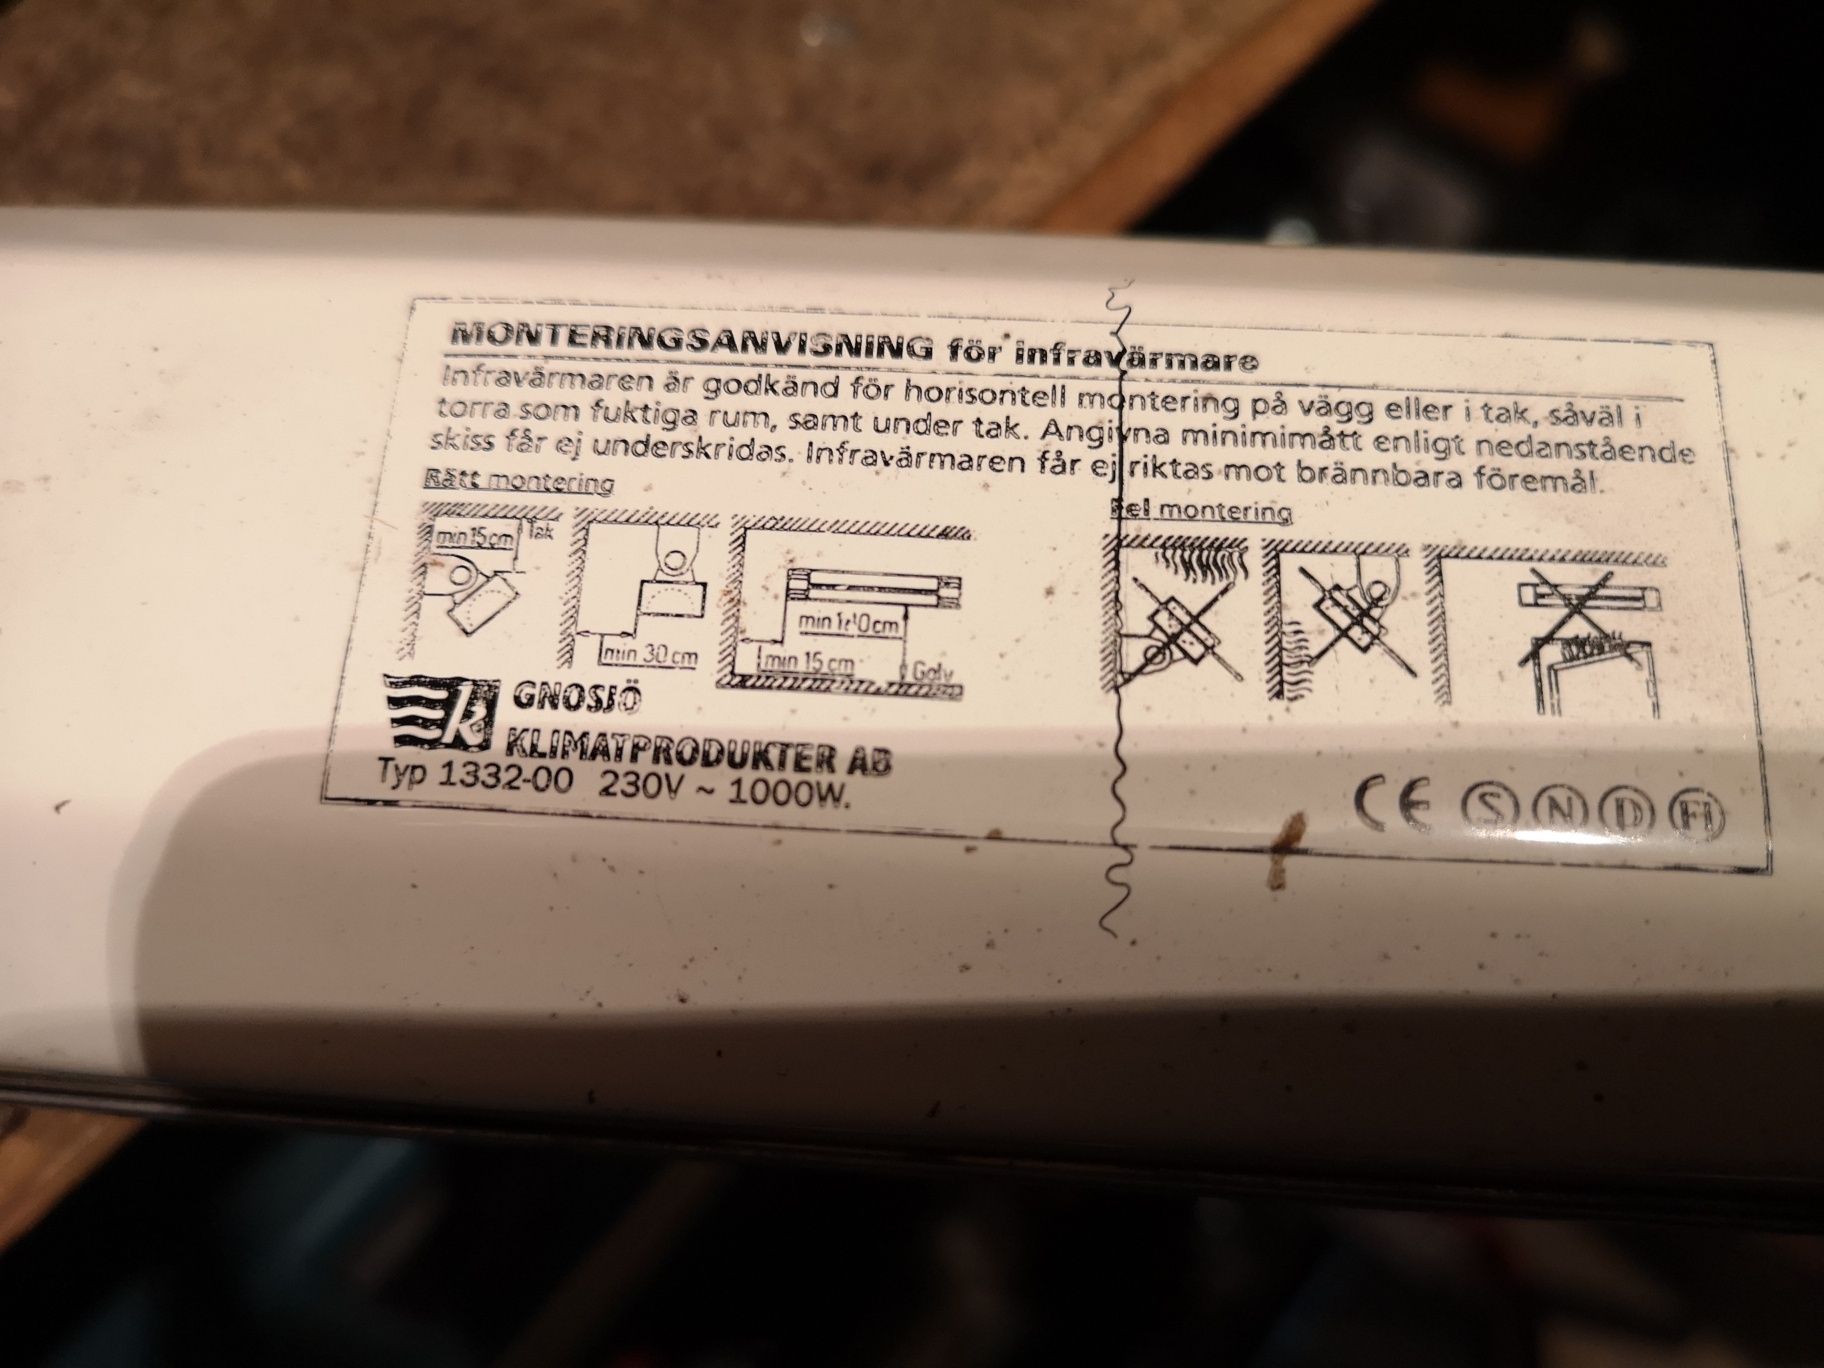 MONTERINGSANVISNING för infravärmare
Infravärmaren är godkänd för horisontell montering på vägg eller i tak, såväl i
torra som fuktiga rum, samt under tak. Angivna minimimått enligt nedanstående
skiss får ej underskridas. Infravärmaren får ej riktas mot brännbara föremål.
Rätt montering
Fel montering
min 15 cm
Tak
min 30 cm
min cm
min 15 cm
Golv
k GNOSJÖ
KLIMATPRODUKTER AB
Typ 1332-00 230V ~ 1000W.
CE S N D FI